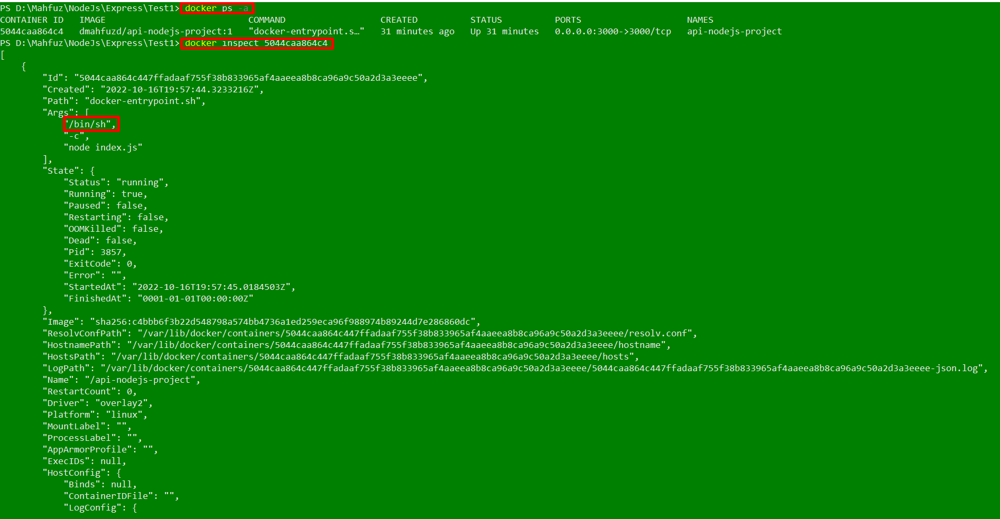 PS D:\Mahfuz\NodeJs\Express\Test1> docker ps -a
CONTAINER ID   IMAGE                           COMMAND                  CREATED          STATUS          PORTS                    NAMES
5044caa864c4   dmahfuzd/api-nodejs-project:1   "docker-entrypoint.s…"   31 minutes ago   Up 31 minutes   0.0.0.0:3000->3000/tcp   api-nodejs-project
PS D:\Mahfuz\NodeJs\Express\Test1> docker inspect 5044caa864c4
[
    {
        "Id": "5044caa864c447ffadaaf755f38b833965af4aaeea8b8ca96a9c50a2d3a3eeee",
        "Created": "2022-10-16T19:57:44.3233216Z",
        "Path": "docker-entrypoint.sh",
        "Args": [
            "/bin/sh",
            "-c",
            "node index.js"
        ],
        "State": {
            "Status": "running",
            "Running": true,
            "Paused": false,
            "Restarting": false,
            "OOMKilled": false,
            "Dead": false,
            "Pid": 3857,
            "ExitCode": 0,
            "Error": "",
            "StartedAt": "2022-10-16T19:57:45.0184503Z",
            "FinishedAt": "0001-01-01T00:00:00Z"
        },
        "Image": "sha256:c4bbb6f3b22d548798a574bb4736a1ed259eca96f988974b89244d7e286860dc",
        "ResolvConfPath": "/var/lib/docker/containers/5044caa864c447ffadaaf755f38b833965af4aaeea8b8ca96a9c50a2d3a3eeee/resolv.conf",
        "HostnamePath": "/var/lib/docker/containers/5044caa864c447ffadaaf755f38b833965af4aaeea8b8ca96a9c50a2d3a3eeee/hostname",
        "HostsPath": "/var/lib/docker/containers/5044caa864c447ffadaaf755f38b833965af4aaeea8b8ca96a9c50a2d3a3eeee/hosts",
        "LogPath": "/var/lib/docker/containers/5044caa864c447ffadaaf755f38b833965af4aaeea8b8ca96a9c50a2d3a3eeee/5044caa864c447ffadaaf755f38b833965af4aaeea8b8ca96a9c50a2d3a3eeee-json.log",
        "Name": "/api-nodejs-project",
        "RestartCount": 0,
        "Driver": "overlay2",
        "Platform": "linux",
        "MountLabel": "",
        "ProcessLabel": "",
        "AppArmorProfile": "",
        "ExecIDs": null,
        "HostConfig": {
            "Binds": null,
            "ContainerIDFile": "",
            "LogConfig": {